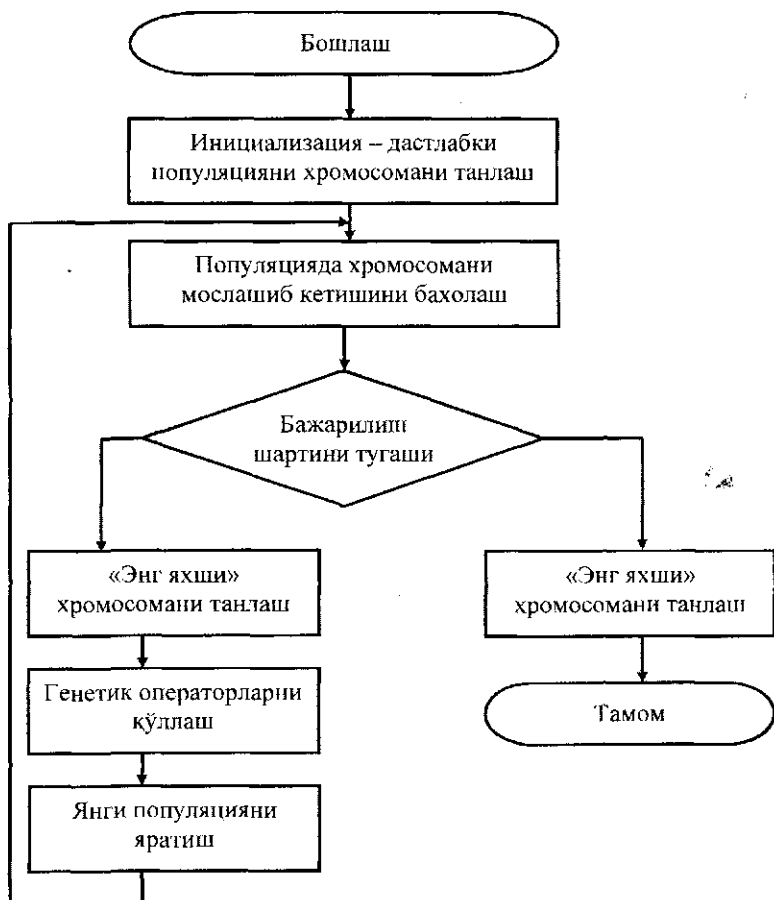 Бошлаш
Инициализация – дастлабки
популяцияни хромосомани танлаш
Популяцияда хромосомани
мослашиб кетишини бахолаш
Бажарилиш
шартини тугаши
«Энг яхши»
хромосомани танлаш
Генетик операторларни
қўллаш
Янги популяцияни
яратиш
«Энг яхши»
хромосомани танлаш
Тамом